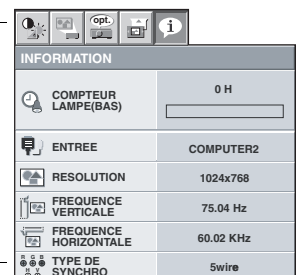 opt.
INFORMATION
COMPTEUR
LAMPE(BAS)
0 H
ENTREE
COMPUTER2
RESOLUTION
1024x768
FREQUENCE
VERTICALE
75.04 Hz
FREQUENCE
HORIZONTALE
60.02 KHz
R G B
H V
TYPE DE
SYNCHRO
5wire